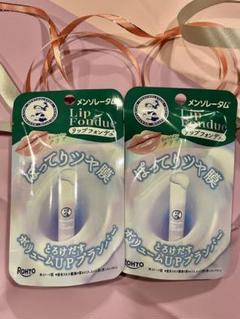 メンソレータム
Lip
Fondue
リップフォンデュ
ぽってりツヤ膜
とろけだす
ボリュームUPプランパー
ROHTO
メンソレータム
Lip
Fondue
リップフォンデュ
ぽってりツヤ膜
とろけだす
ボリュームUPプランパー
ROHTO